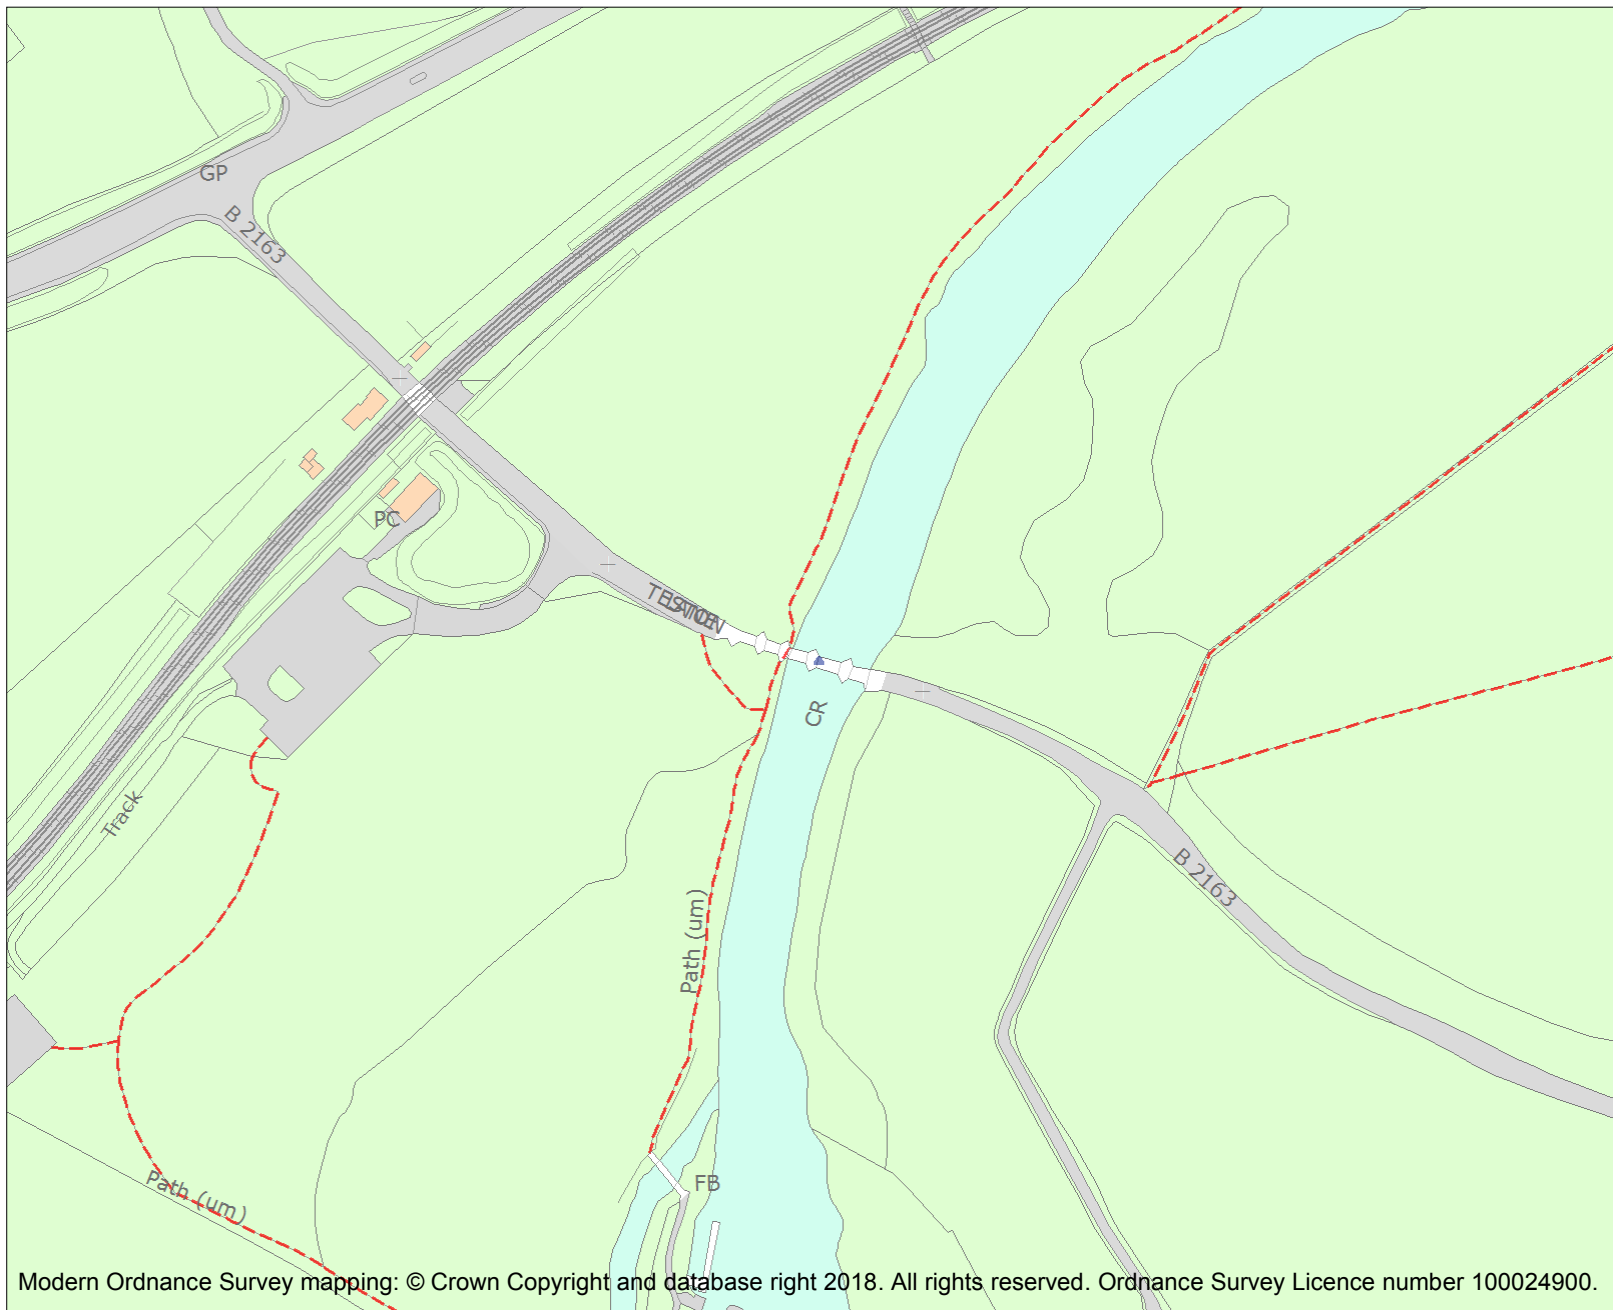 GP
B 2163
PC
CR
Track
B 2163
Path (um)
FB
Path (um)
Modern Ordnance Survey mapping: © Crown Copyright and database right 2018. All rights reserved. Ordnance Survey Licence number 100024900.